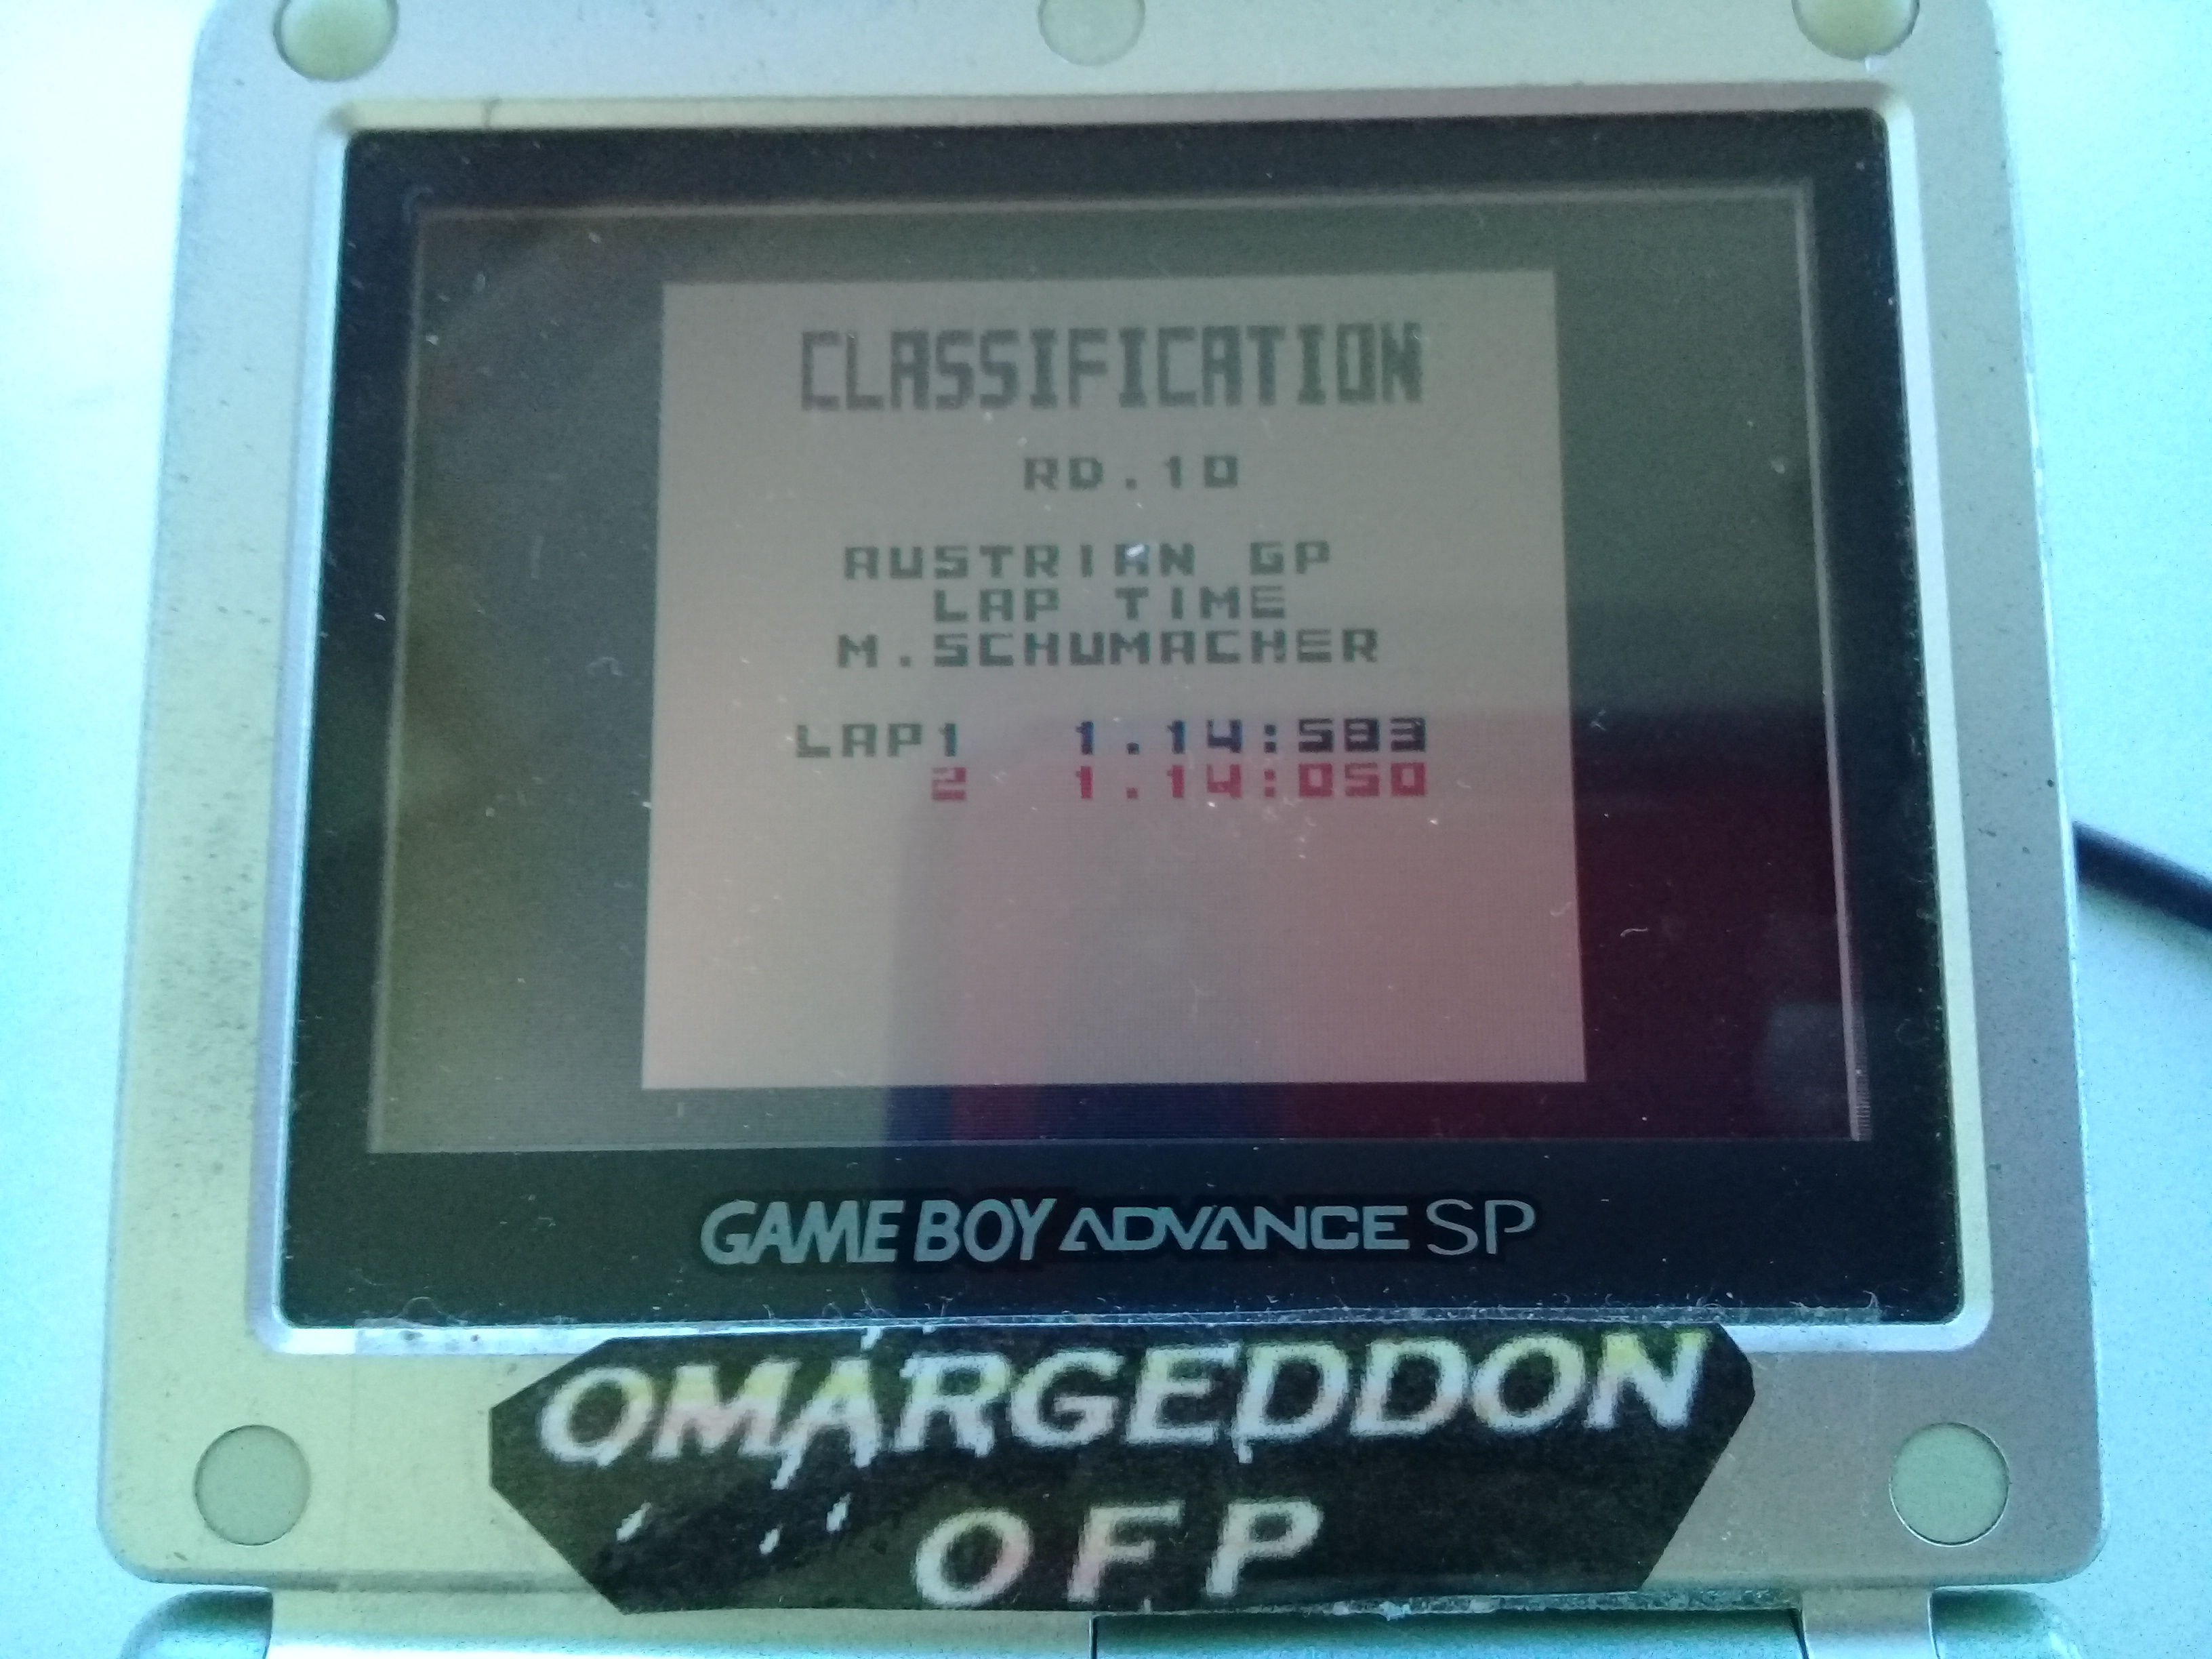 CLASSIFICATION
RD.10
AUSTRIAN GP
LAP TIME
M.SCHUMACHER
LAP1 1.14:583
2 1.14:050
GAME BOY ADVANCE SP
OMARGEDDON
OFP